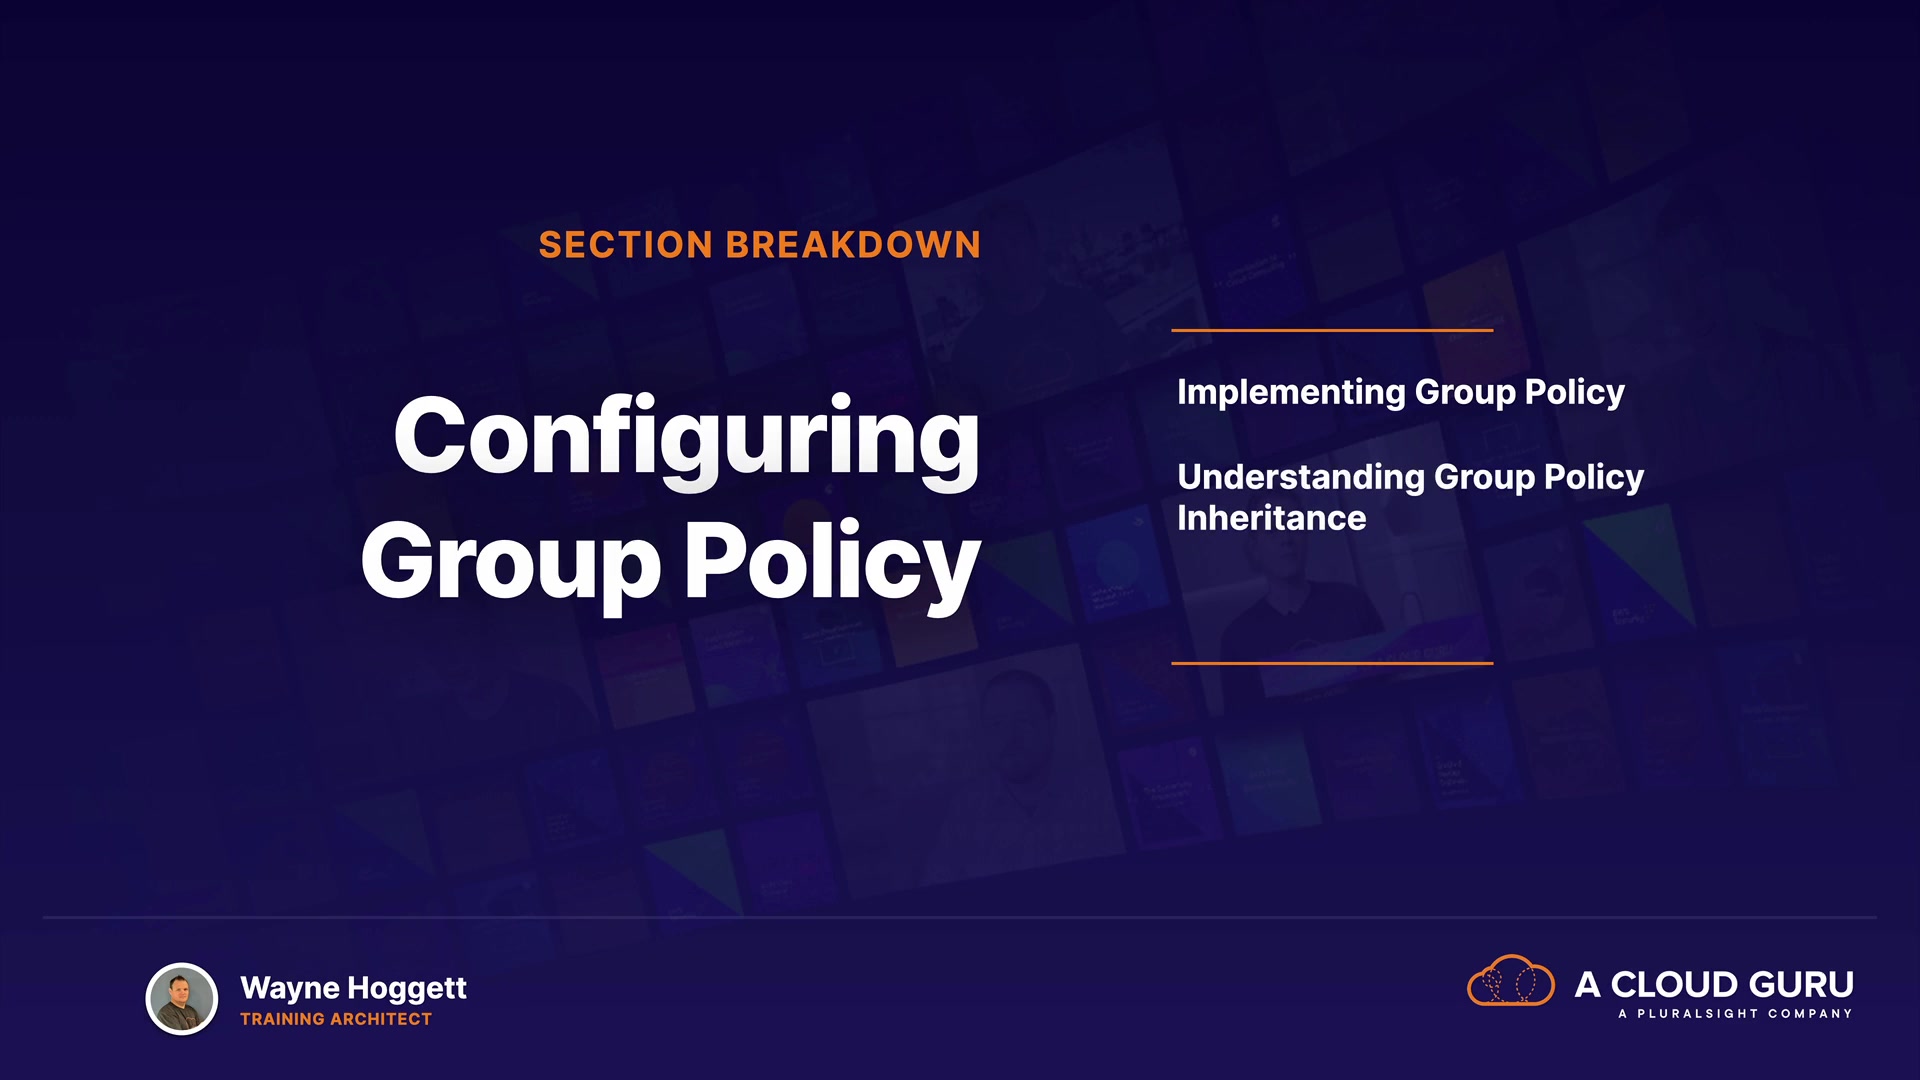 SECTION BREAKDOWN
Configuring
Group Policy
Implementing Group Policy
Understanding Group Policy
Inheritance
Wayne Hoggett
TRAINING ARCHITECT
A CLOUD GURU
A PLURALSIGHT COMPANY